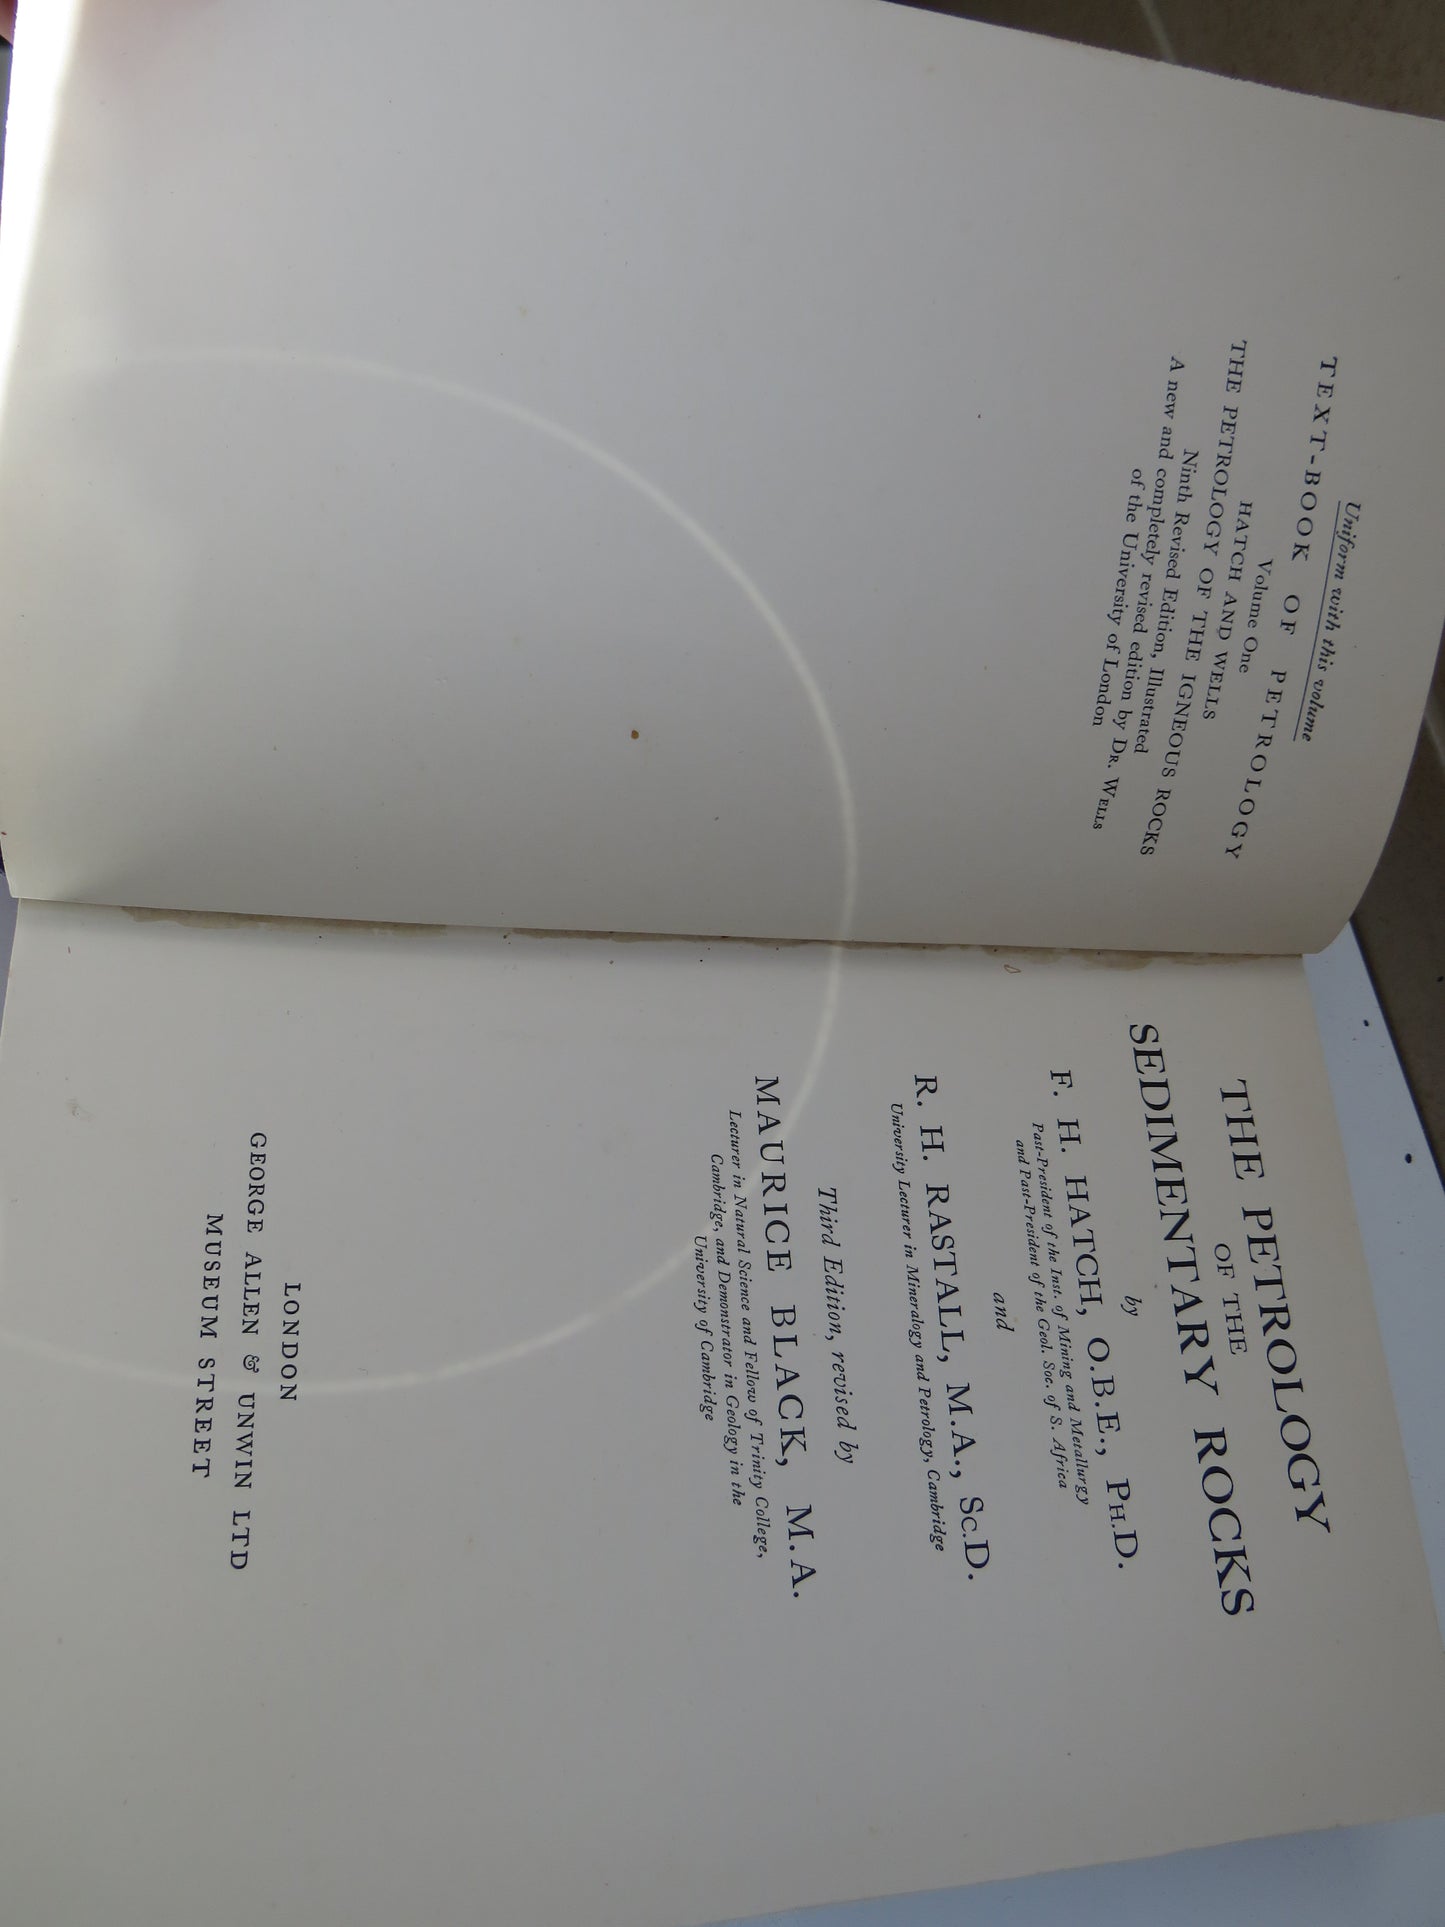 Uniform with this volume
TEXT-BOOK OF PETROLOGY
Volume One
HATCH AND WELLS
THE PETROLOGY OF THE IGNEOUS ROCKS
Ninth Revised Edition, Illustrated
A new and completely revised edition by DR. WELLS
of the University of London
THE PETROLOGY
OF THE
SEDIMENTARY ROCKS
by
F. H. HATCH, O.B.E., PH.D.
Past-President of the Inst. of Mining and Metallurgy
and Past-President of the Geol. Soc. of S. Africa
and
R. H. RASTALL, M.A., SC.D.
University Lecturer in Mineralogy and Petrology, Cambridge
Third Edition, revised by
MAURICE BLACK, M.A.
Lecturer in Natural Science and Fellow of Trinity College,
Cambridge, and Demonstrator in Geology in the
University of Cambridge
LONDON
GEORGE ALLEN & UNWIN LTD
MUSEUM STREET